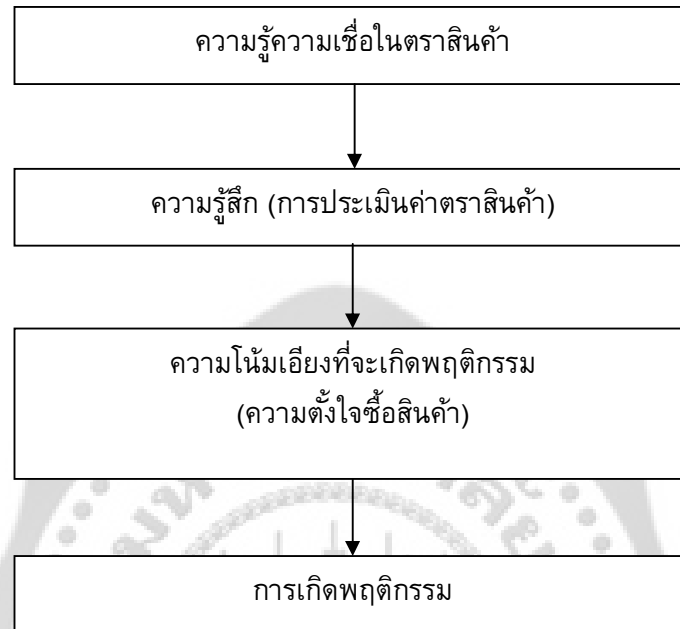 ความรู้ความเชื่อในตราสินค้า
ความรู้สึก (การประเมินค่าตราสินค้า)
ความโน้มเอียงที่จะเกิดพฤติกรรม
(ความตั้งใจซื้อสินค้า)
การเกิดพฤติกรรม